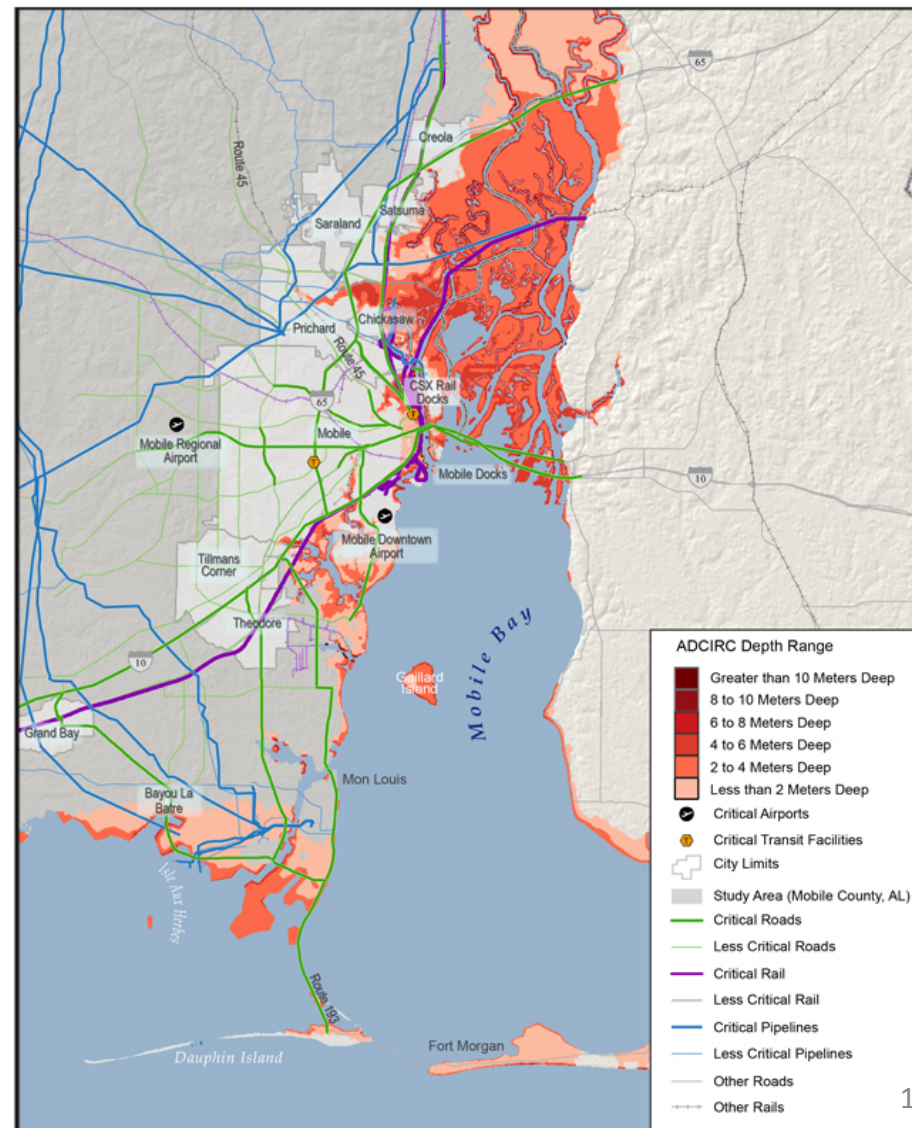 65
Creola
Route 45
Satsuma
Saraland
Chickasaw
Prichard
Route 45
CSX Rail
Docks
65
Mobile
Mobile Regional
Airport
Mobile Docks
10
Mobile Downtown
Airport
Tillmans
Corner
Theodore
Mobile Bay
Gaillard
Island
10
Grand Bay
Mon Louis
Bayou La
Batre
Isle Aux Herbes
Route 193
Dauphin Island
Fort Morgan
ADCIRC Depth Range
Greater than 10 Meters Deep
8 to 10 Meters Deep
6 to 8 Meters Deep
4 to 6 Meters Deep
2 to 4 Meters Deep
Less than 2 Meters Deep
Critical Airports
T Critical Transit Facilities
City Limits
Study Area (Mobile County, AL)
Critical Roads
Less Critical Roads
Critical Rail
Less Critical Rail
Critical Pipelines
Less Critical Pipelines
Other Roads
Other Rails
1